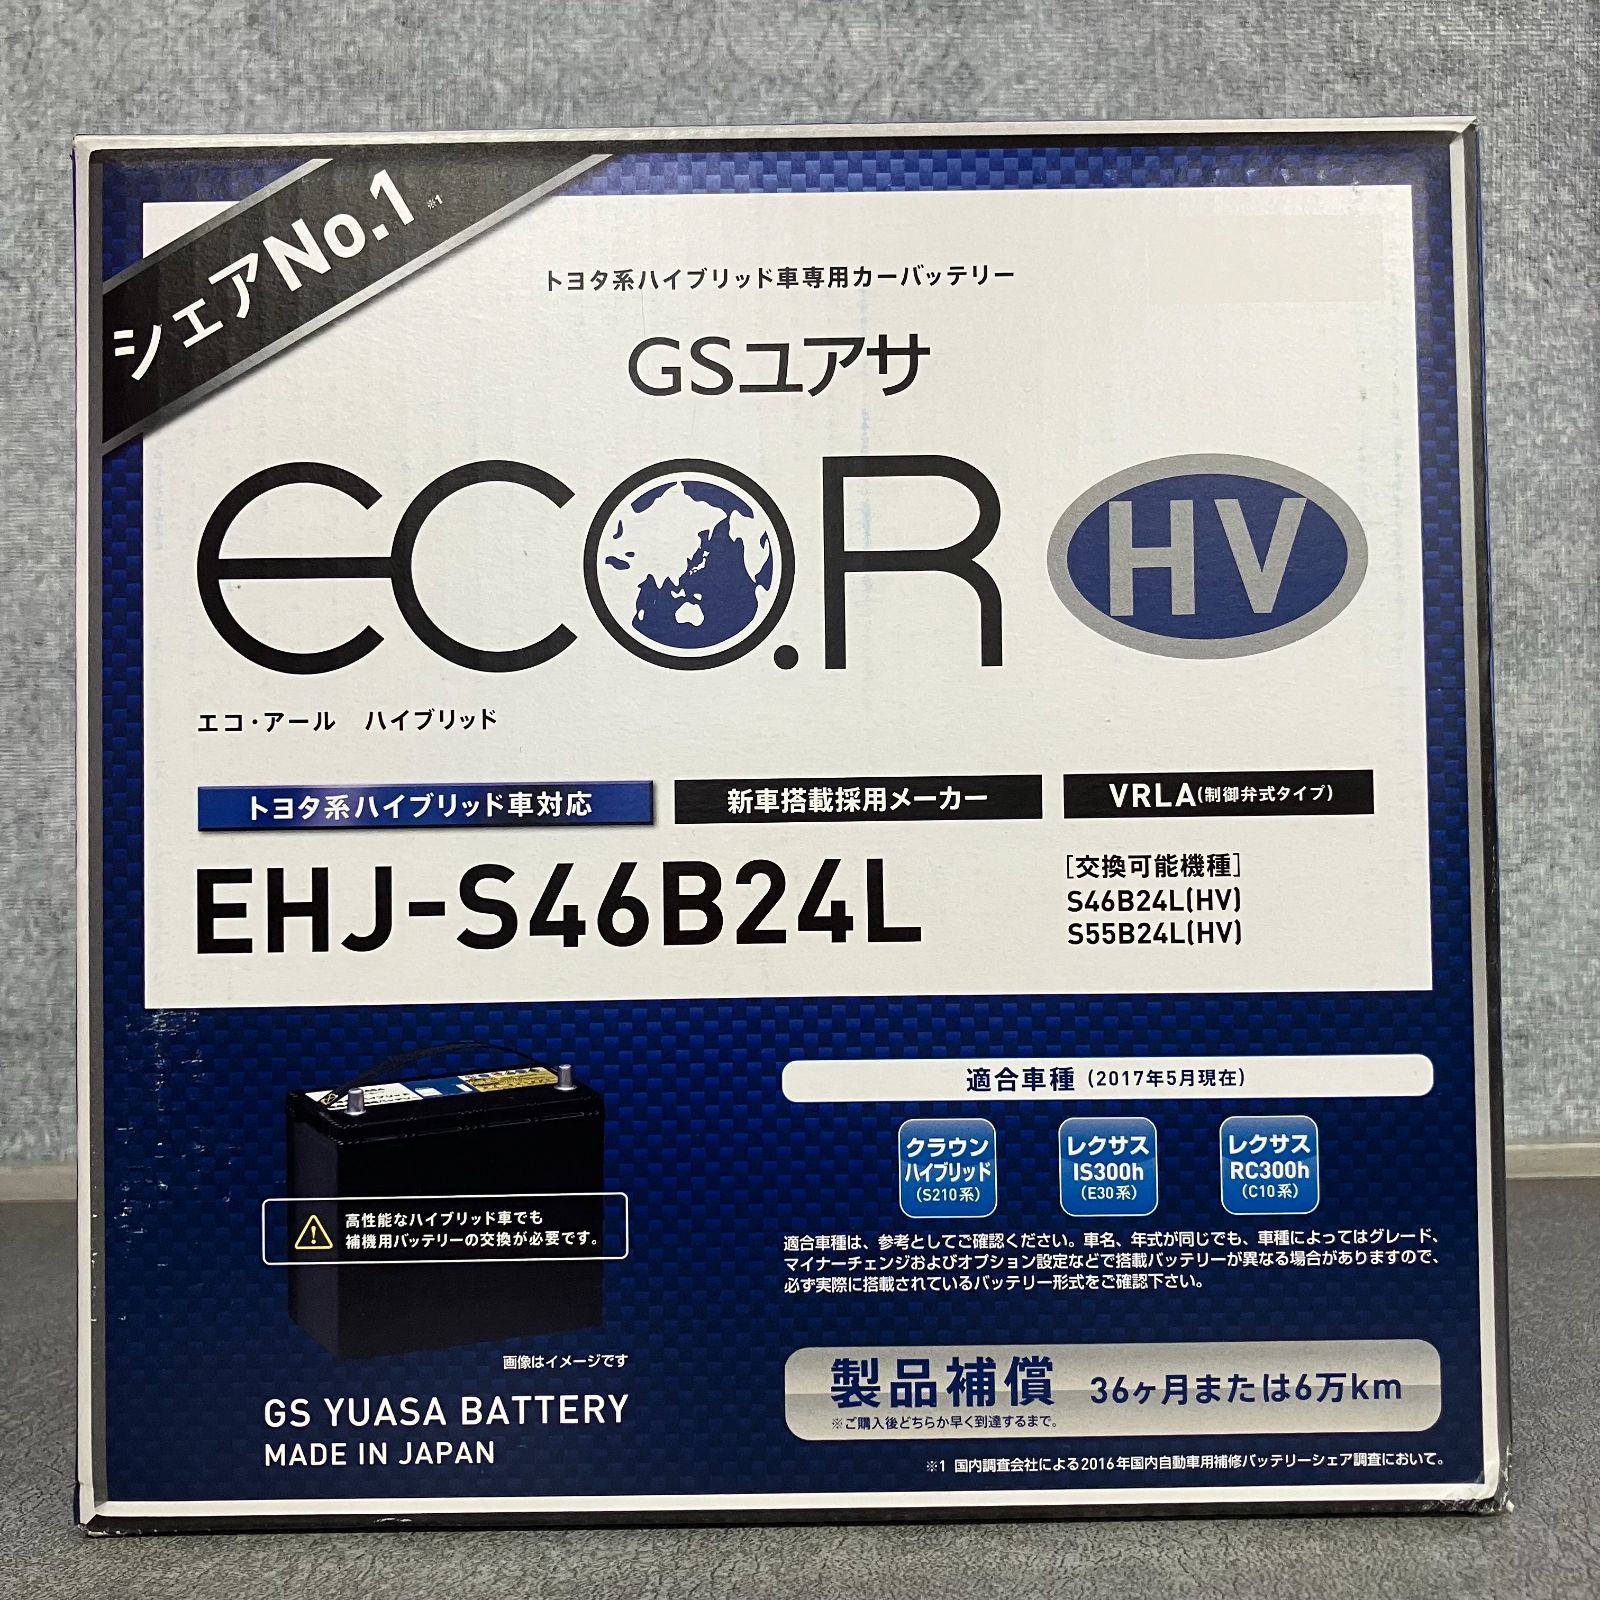 シェアNo.1 ※1
トヨタ系ハイブリッド車専用カーバッテリー
GSユアサ
eco.R HV
エコ・アール ハイブリッド
トヨタ系ハイブリッド車対応
新車搭載採用メーカー
VRLA(制御弁式タイプ)
EHJ-S46B24L
[交換可能機種]
S46B24L(HV)
S55B24L(HV)
高性能なハイブリッド車でも
補機用バッテリーの交換が必要です。
画像はイメージです
GS YUASA BATTERY
MADE IN JAPAN
適合車種 (2017年5月現在)
クラウン
ハイブリッド
(S210系)
レクサス
IS300h
(E30系)
レクサス
RC300h
(C10系)
適合車種は、参考としてご確認ください。車名、年式が同じでも、車種によってはグレード、
マイナーチェンジおよびオプション設定などで搭載バッテリーが異なる場合がありますので、
必ず実際に搭載されているバッテリー形式をご確認下さい。
製品補償 36ヶ月または6万km
※ご購入後どちらか早く到達するまで。
※1 国内調査会社による2016年国内自動車用補修バッテリーシェア調査において。